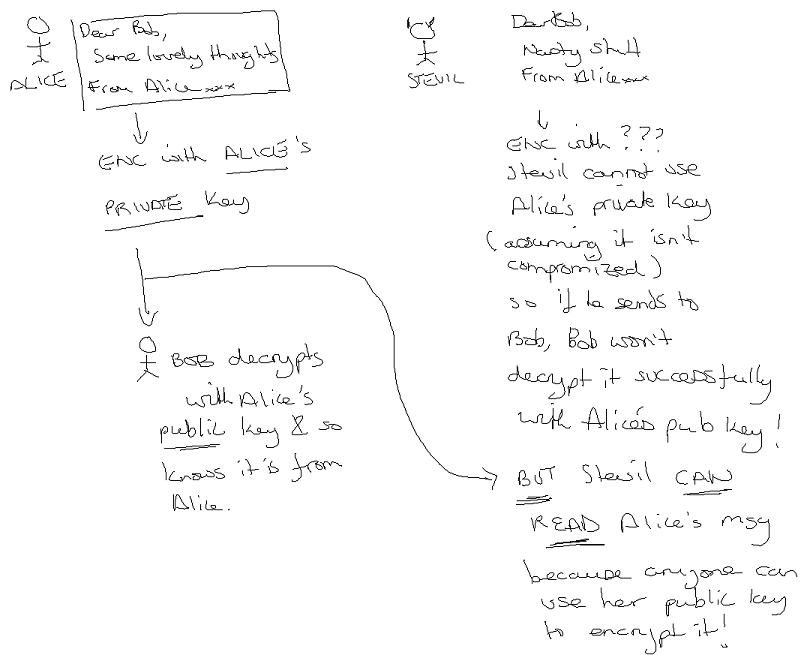 ALICE
Dear Bob,
Some lovely thoughts
From Alice xxx
ENC with ALICE's
PRIVATE Key
BOB decrypts
with Alice's
public key & so
knows it is from
Alice.
STEVIL
Dear Bob,
Nasty stuff
From Alice xxx
ENC with ???
Stevil cannot use
Alice's private key
(assuming it isn't
compromized)
so if he sends to
Bob, Bob won't
decrypt it successfully
with Alice's pub key!
BUT Stevil CAN
READ Alice's msg
because anyone can
use her public key
to encrypt it!